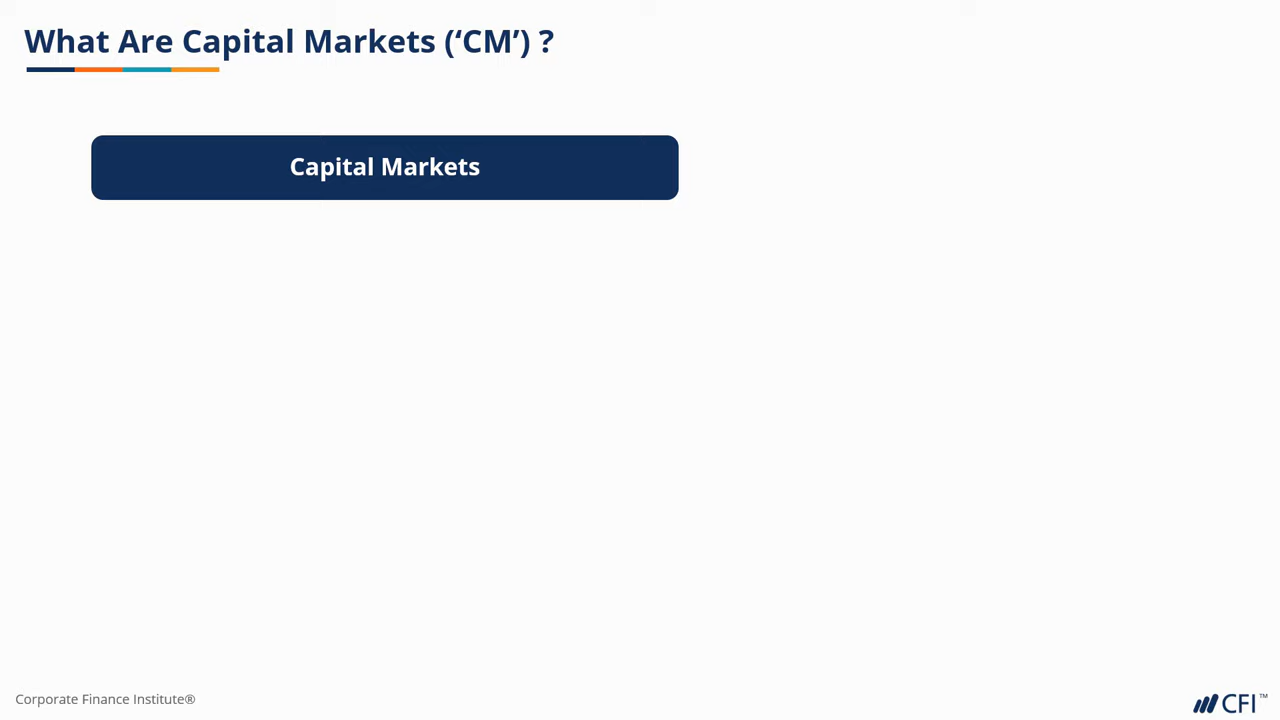 What Are Capital Markets (‘CM’) ?
Capital Markets
Corporate Finance Institute®
CFI™